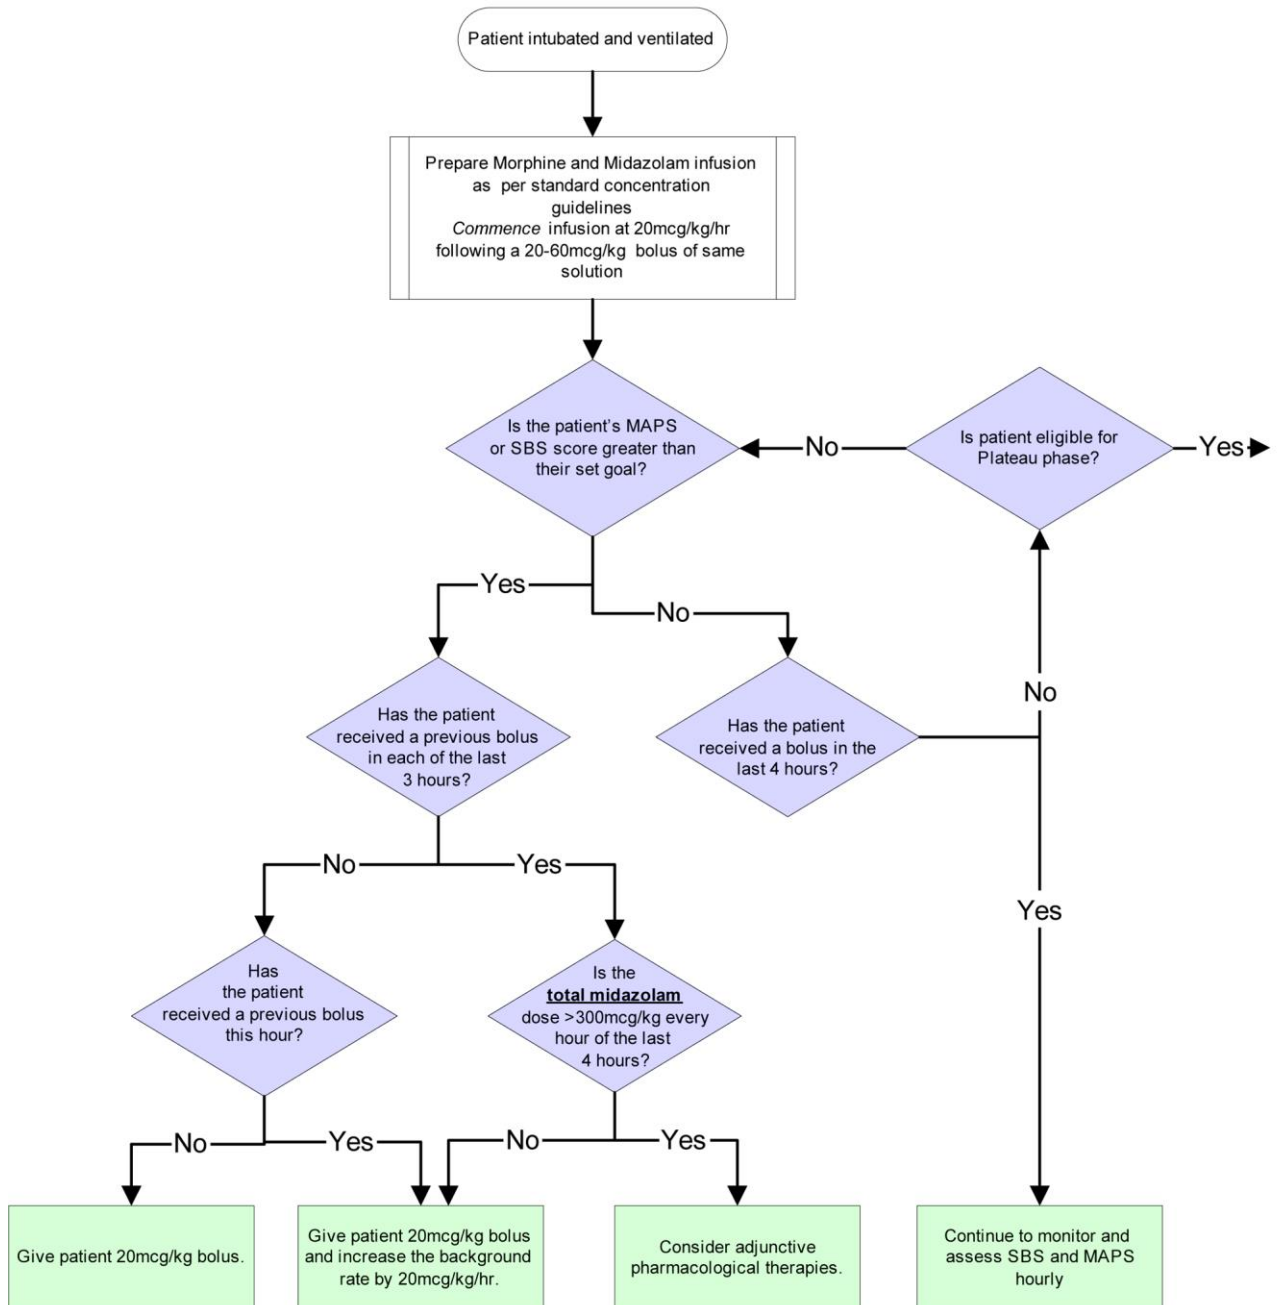 Patient intubated and ventilated
Prepare Morphine and Midazolam infusion
as per standard concentration
guidelines
Commence infusion at 20mcg/kg/hr
following a 20-60mcg/kg bolus of same
solution
Is the patient's MAPS
or SBS score greater than
their set goal?
No
Is patient eligible for
Plateau phase?
Yes
Yes
No
Has the patient
received a previous bolus
in each of the last
3 hours?
Has the patient
received a bolus in the
last 4 hours?
No
No
Yes
Yes
Has
the patient
received a previous bolus
this hour?
Is the
total midazolam
dose >300mcg/kg every
hour of the last
4 hours?
No
Yes
No
Yes
Give patient 20mcg/kg bolus.
Give patient 20mcg/kg bolus
and increase the background
rate by 20mcg/kg/hr.
Consider adjunctive
pharmacological therapies.
Continue to monitor and
assess SBS and MAPS
hourly